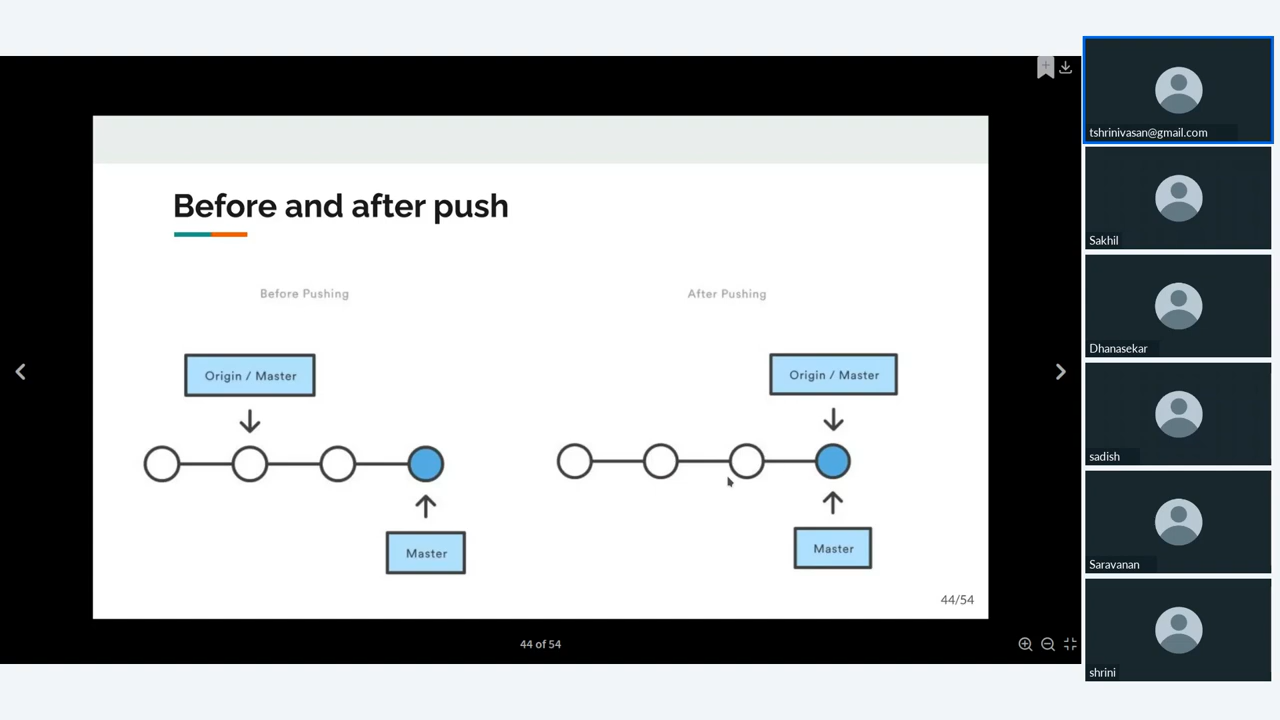 Before and after push
Before Pushing
After Pushing
Origin / Master
Origin / Master
Master
Master
44/54
44 of 54
tshrinivasan@gmail.com
Sakhil
Dhanasekar
sadish
Saravanan
shrini